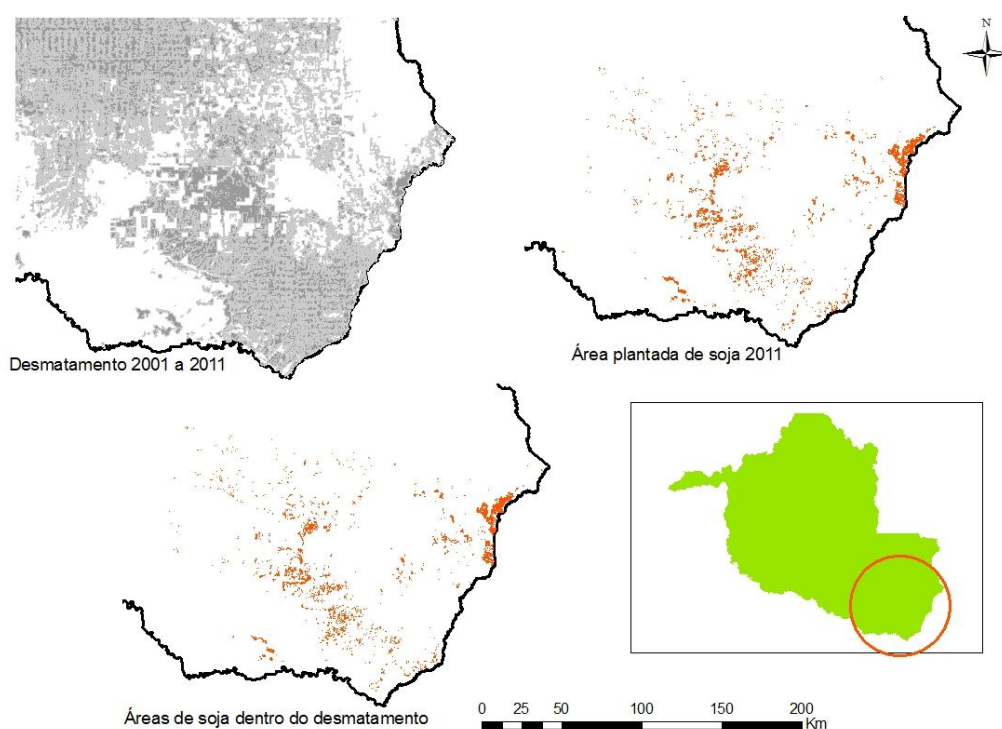 N
Desmatamento 2001 a 2011
Área plantada de soja 2011
Áreas de soja dentro do desmatamento
0 25 50 100 150 200
Km